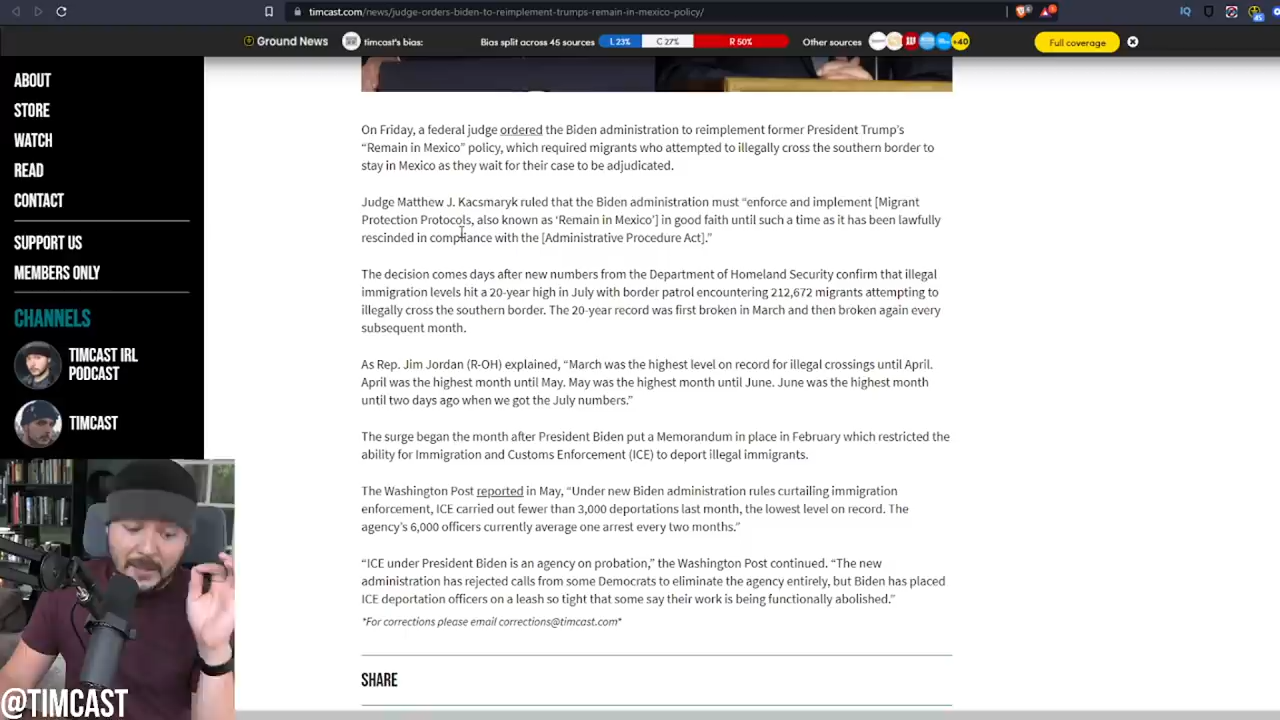 timcast.com/news/judge-orders-biden-to-reimplement-trumps-remain-in-mexico-policy/
Ground News
timcast's bias:
Bias split across 45 sources
L 23%
C 27%
R 50%
Other sources
+40
Full coverage
ABOUT
STORE
WATCH
READ
CONTACT
SUPPORT US
MEMBERS ONLY
CHANNELS
TIMCAST IRL
PODCAST
TIMCAST
On Friday, a federal judge ordered the Biden administration to reimplement former President Trump's
“Remain in Mexico” policy, which required migrants who attempted to illegally cross the southern border to
stay in Mexico as they wait for their case to be adjudicated.
Judge Matthew J. Kacsmaryk ruled that the Biden administration must “enforce and implement [Migrant
Protection Protocols, also known as ‘Remain in Mexico’] in good faith until such a time as it has been lawfully
rescinded in compliance with the [Administrative Procedure Act].”
The decision comes days after new numbers from the Department of Homeland Security confirm that illegal
immigration levels hit a 20-year high in July with border patrol encountering 212,672 migrants attempting to
illegally cross the southern border. The 20-year record was first broken in March and then broken again every
subsequent month.
As Rep. Jim Jordan (R-OH) explained, “March was the highest level on record for illegal crossings until April.
April was the highest month until May. May was the highest month until June. June was the highest month
until two days ago when we got the July numbers.”
The surge began the month after President Biden put a Memorandum in place in February which restricted the
ability for Immigration and Customs Enforcement (ICE) to deport illegal immigrants.
The Washington Post reported in May, “Under new Biden administration rules curtailing immigration
enforcement, ICE carried out fewer than 3,000 deportations last month, the lowest level on record. The
agency’s 6,000 officers currently average one arrest every two months.”
“ICE under President Biden is an agency on probation,” the Washington Post continued. “The new
administration has rejected calls from some Democrats to eliminate the agency entirely, but Biden has placed
ICE deportation officers on a leash so tight that some say their work is being functionally abolished.”
*For corrections please email corrections@timcast.com*
SHARE
@TIMCAST